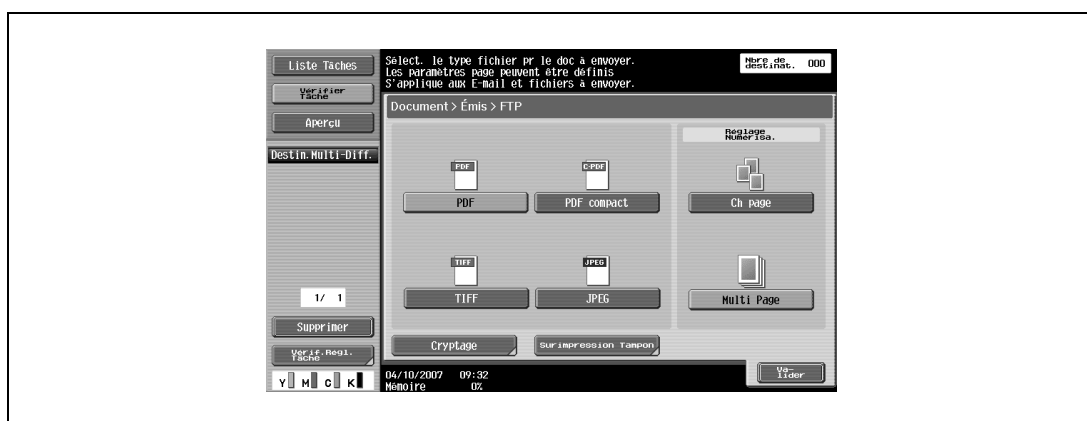 Liste Tâches
Vérifier
Tâche
Aperçu
Destin.Multi-Diff.
1/ 1
Supprimer
Vérif.Régl.
Tâche
Y M C K
Sélect. le type fichier pr le doc à envoyer.
Les paramètres page peuvent être définis
S'applique aux E-mail et fichiers à envoyer.
Nbre de
destinat. 000
Document > Émis > FTP
PDF
PDF
C-PDF
PDF compact
TIFF
TIFF
JPEG
JPEG
Réglage
Numérisa.
Ch page
Multi Page
Cryptage
Surimpression Tampon
04/10/2007 09:32
Mémoire 0%
Va-
lider